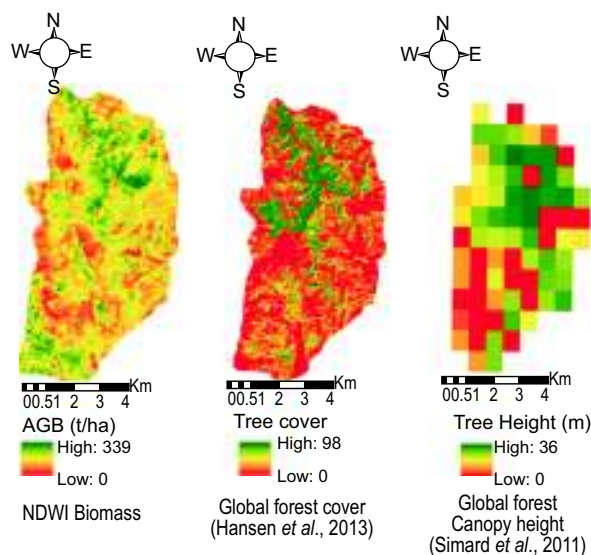 N
W E
S
Km
00.51 2 3 4
AGB (t/ha)
High: 339
Low: 0
NDWI Biomass
N
W E
S
Km
00.51 2 3 4
Tree cover
High: 98
Low: 0
Global forest cover
(Hansen et al., 2013)
N
W E
S
Km
00.51 2 3 4
Tree Height (m)
High: 36
Low: 0
Global forest
Canopy height
(Simard et al., 2011)